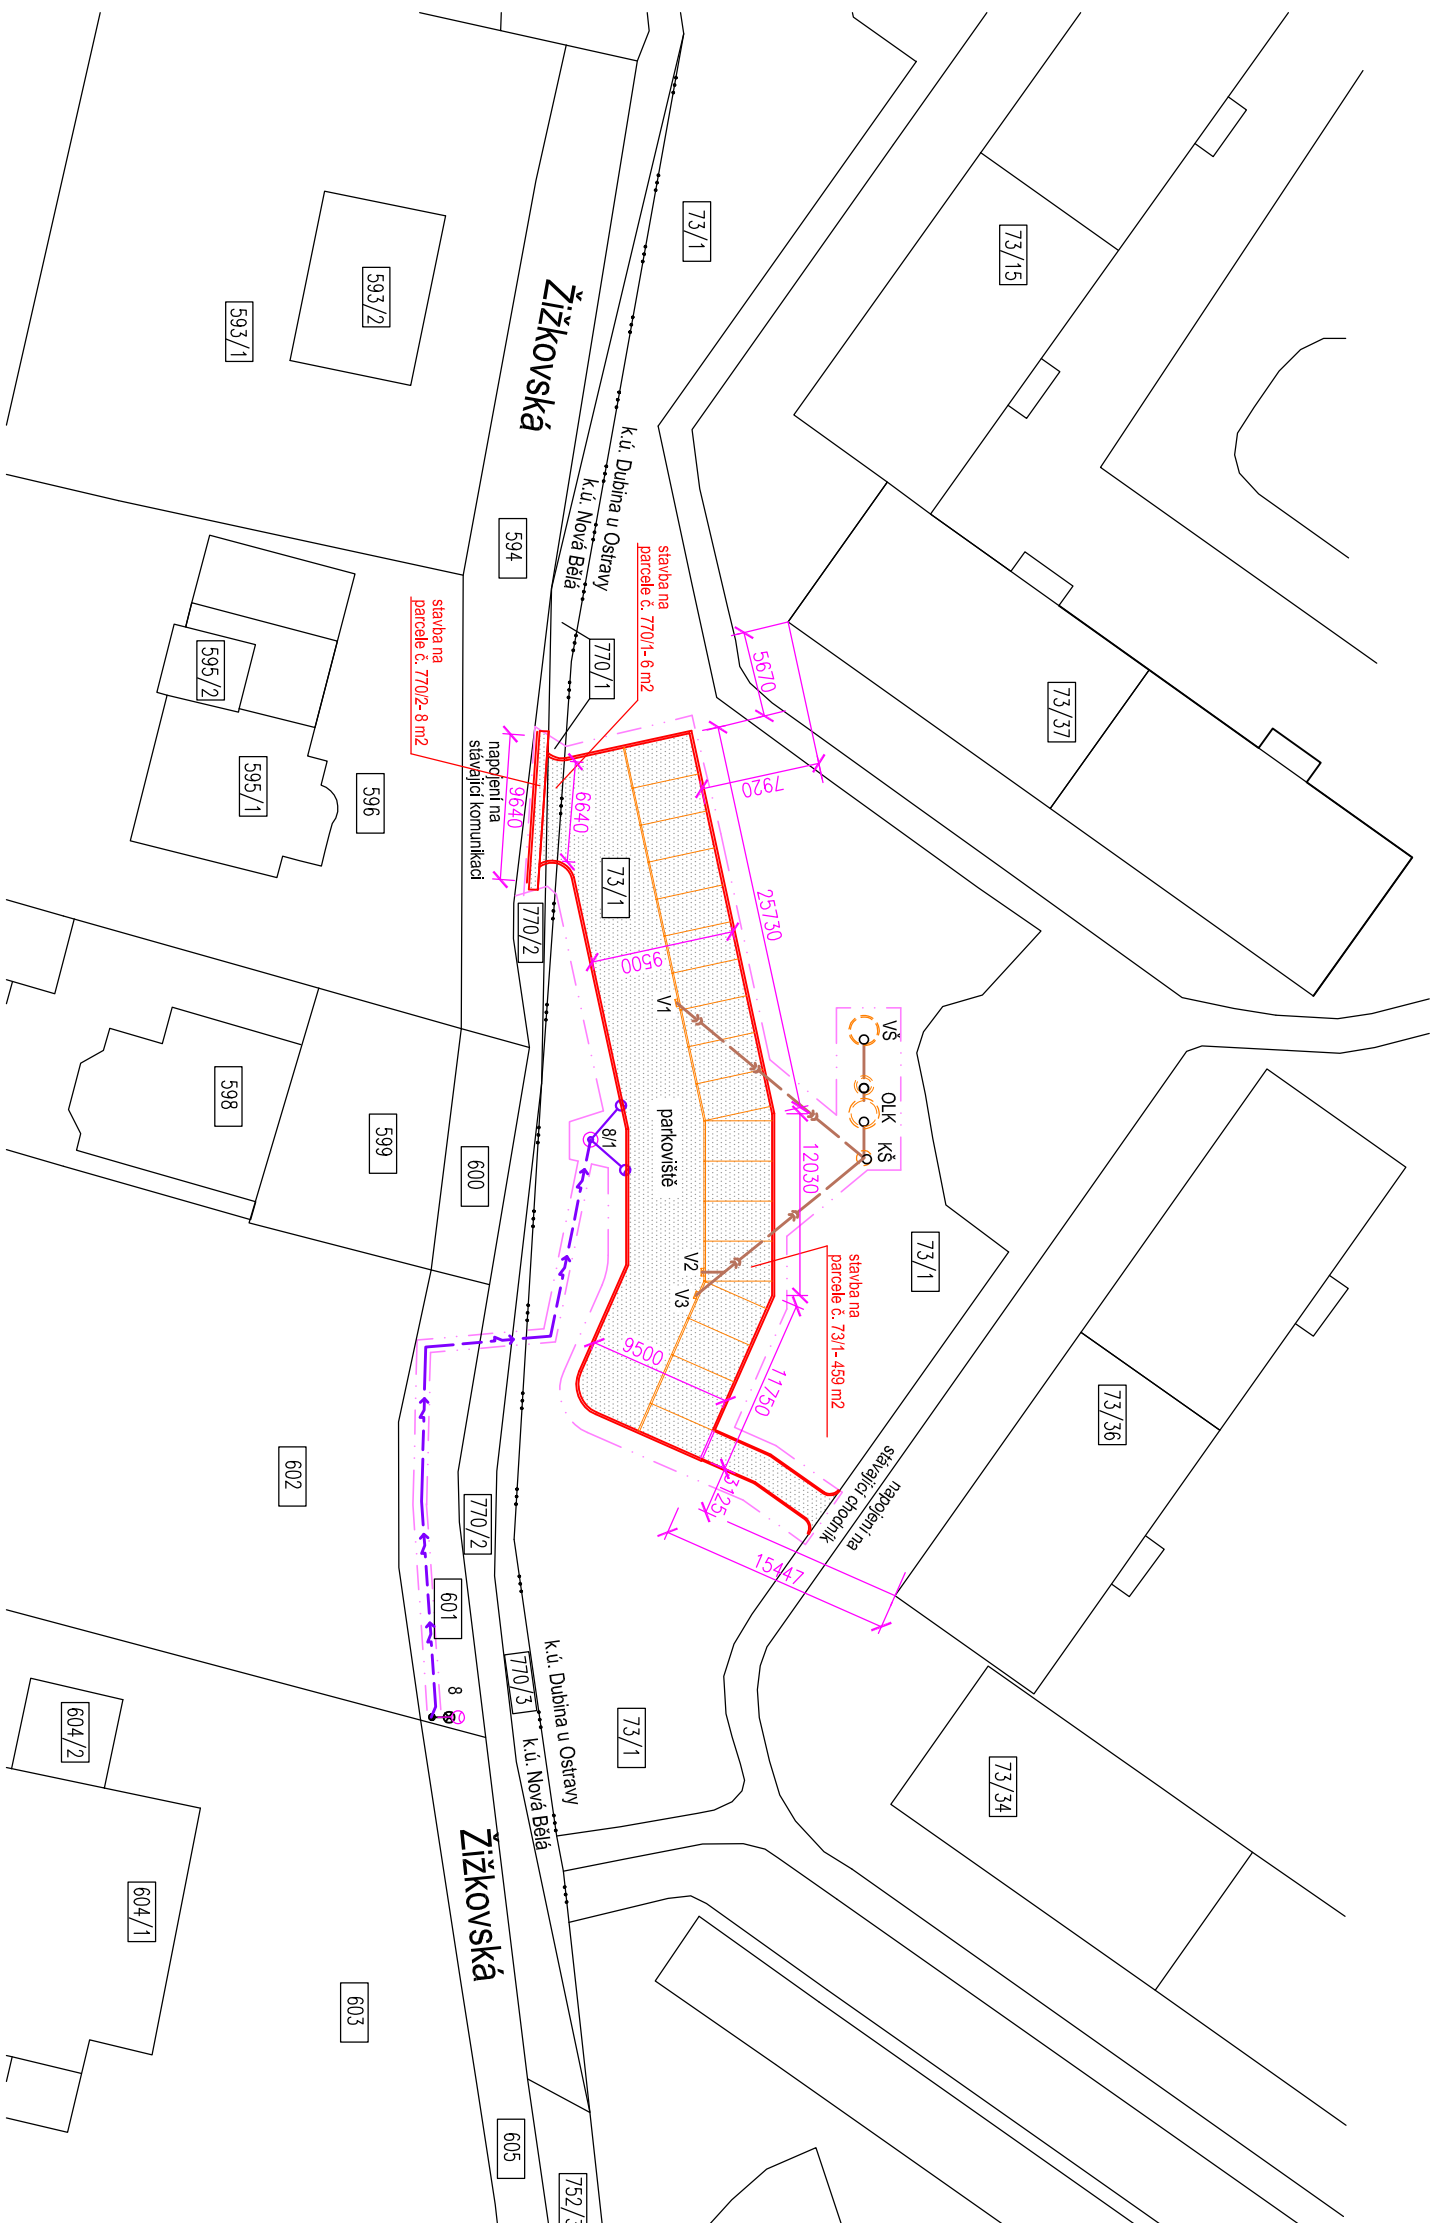 73/15
73/1
593/2
593/1
Žižkovská
k.ú. Dubina u Ostravy
k.ú. Nová Bělá
594
stavba na
parcele č. 770/1- 6 m2
stavba na
parcele č. 770/2- 8 m2
770/1
595/2
595/1
596
5670
7920
73/37
napojení na
stávající komunikaci
9640
6640
73/1
770/2
25730
9500
V1
VŠ
OLK
KŠ
12030
parkoviště
8/1
598
599
600
V2
V3
73/1
stavba na
parcele č. 73/1- 459 m2
9500
11750
3125
15447
napojení na
stávající chodník
73/36
602
770/2
601
8
770/3
k.ú. Dubina u Ostravy
k.ú. Nová Bělá
73/1
73/34
604/2
604/1
Žižkovská
603
605